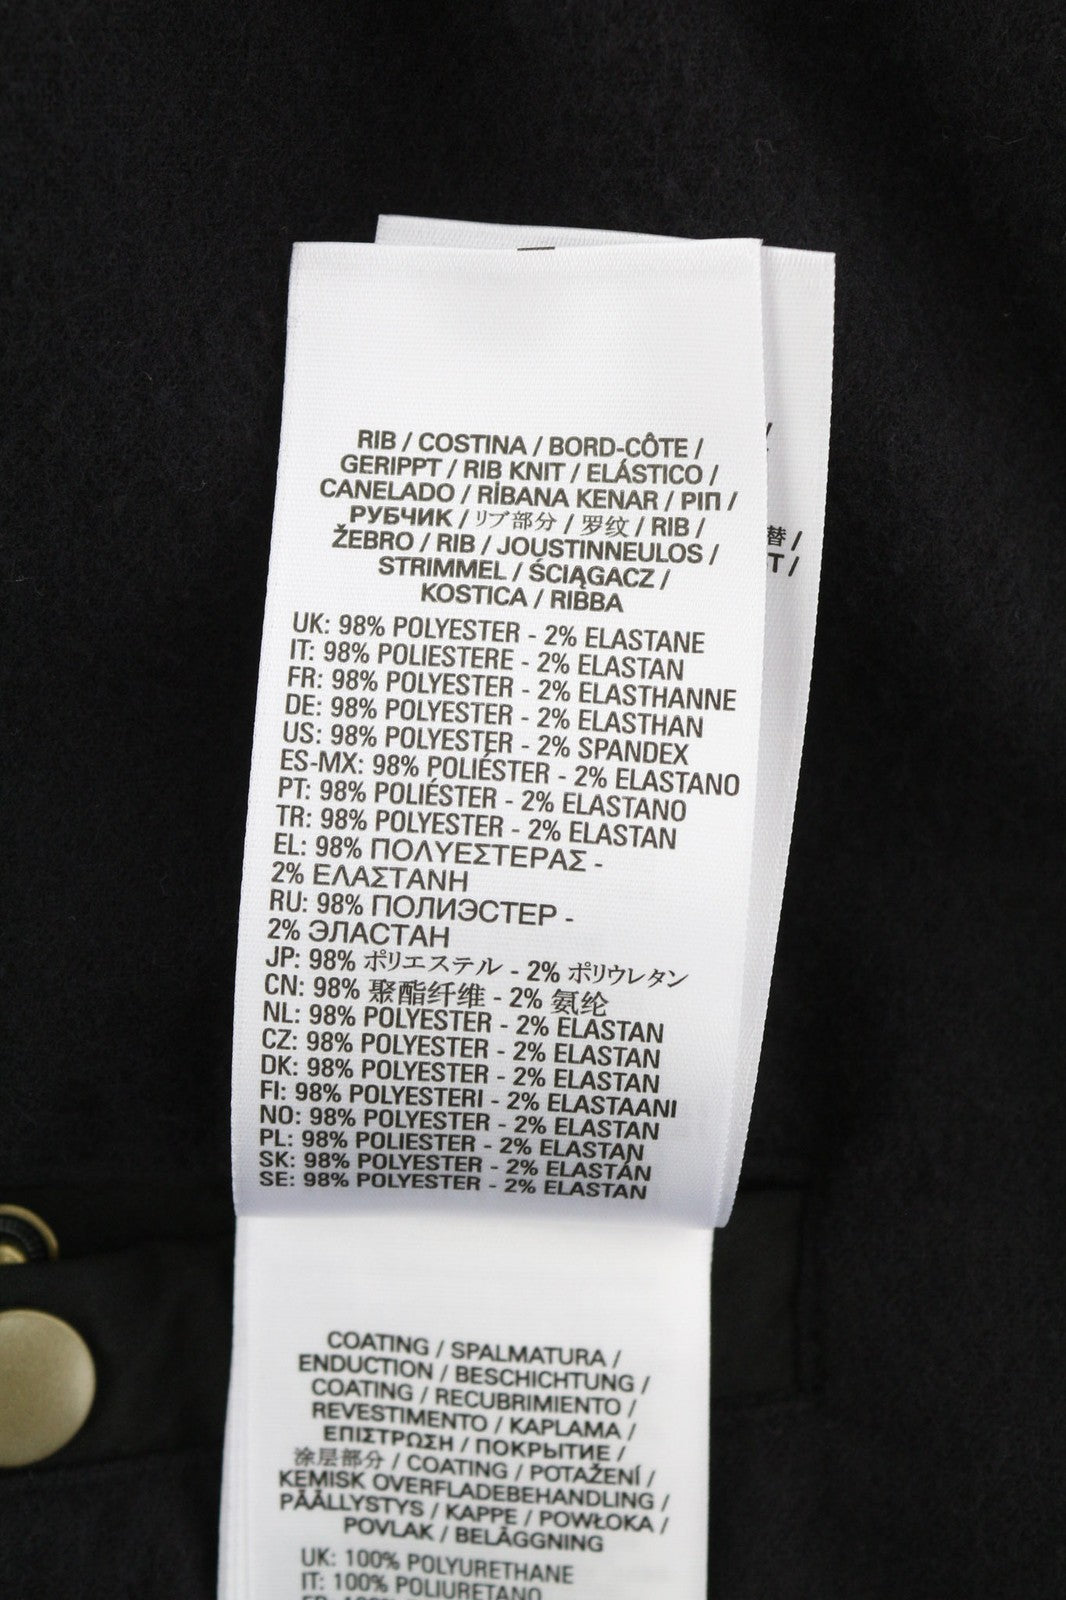 RIB / COSTINA / BORD-CÔTE /
GERIPPT / RIB KNIT / ELÁSTICO /
CANELADO / RİBANA KENAR / ΡΙΠ /
РУБЧИК / リブ部分 / 罗纹 / RIB /
ŽEBRO / RIB / JOUSTINNEULOS /
STRIMMEL / ŚCIĄGACZ /
KOSTICA / RIBBA
UK: 98% POLYESTER - 2% ELASTANE
IT: 98% POLIESTERE - 2% ELASTAN
FR: 98% POLYESTER - 2% ELASTHANNE
DE: 98% POLYESTER - 2% ELASTHAN
US: 98% POLYESTER - 2% SPANDEX
ES-MX: 98% POLIÉSTER - 2% ELASTANO
PT: 98% POLIÉSTER - 2% ELASTANO
TR: 98% POLYESTER - 2% ELASTAN
EL: 98% ΠΟΛΥΕΣΤΕΡΑΣ -
2% ΕΛΑΣΤΑΝΗ
RU: 98% ПОЛИЭСТЕР -
2% ЭЛАСТАН
JP: 98% ポリエステル - 2% ポリウレタン
CN: 98% 聚酯纤维 - 2% 氨纶
NL: 98% POLYESTER - 2% ELASTAN
CZ: 98% POLYESTER - 2% ELASTAN
DK: 98% POLYESTER - 2% ELASTAN
FI: 98% POLYESTERI - 2% ELASTAANI
NO: 98% POLYESTER - 2% ELASTAN
PL: 98% POLIESTER - 2% ELASTAN
SK: 98% POLYESTER - 2% ELASTÁN
SE: 98% POLYESTER - 2% ELASTAN
/
替 /
T /
COATING / SPALMATURA /
ENDUCTION / BESCHICHTUNG /
COATING / RECUBRIMIENTO /
REVESTIMENTO / KAPLAMA /
ΕΠΙΣΤΡΩΣΗ / ПОКРЫТИЕ /
涂层部分 / COATING / POTAŽENÍ /
KEMISK OVERFLADEBEHANDLING /
PÄÄLLYSTYS / KAPPE / POWŁOKA /
POVLAK / BELÄGGNING
UK: 100% POLYURETHANE
IT: 100% POLIURETANO